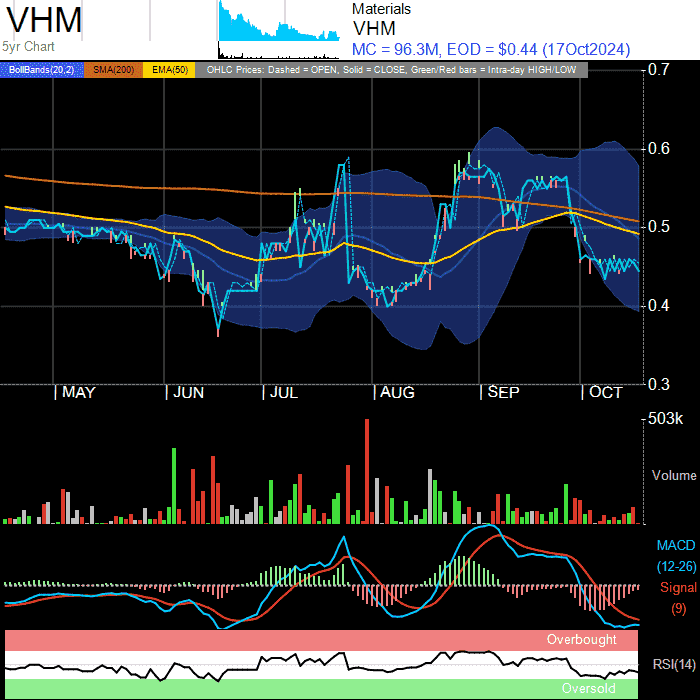 VHM
5yr Chart
Materials
VHM
MC = 96.3M, EOD = $0.44 (17Oct2024)
BollBands(20,2) SMA(200) EMA(50) OHLC Prices: Dashed = OPEN, Solid = CLOSE, Green/Red bars = Intra-day HIGH/LOW
0.7
0.6
0.5
0.4
0.3
MAY JUN JUL AUG SEP OCT
503k
Volume
MACD
(12-26)
Signal
(9)
Overbought
RSI(14)
Oversold